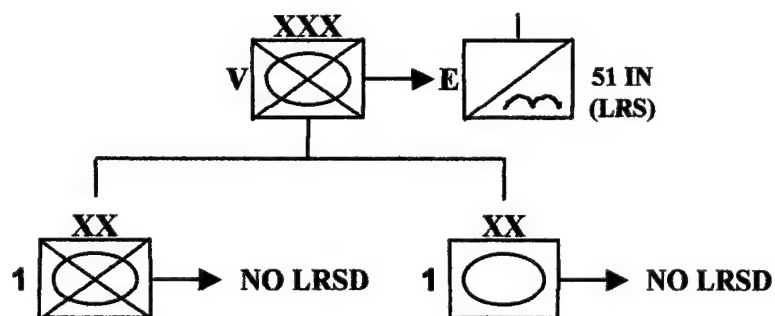 XXX
V
E
51 IN
(LRS)
XX
1
NO LRSD
XX
1
NO LRSD